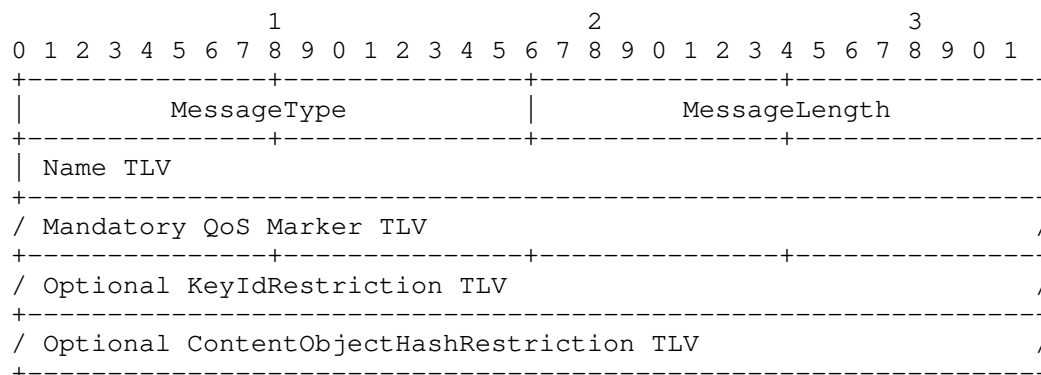 1 2 3
0 1 2 3 4 5 6 7 8 9 0 1 2 3 4 5 6 7 8 9 0 1 2 3 4 5 6 7 8 9 0 1
+---------------+---------------+---------------+---------------
| MessageType | MessageLength
+---------------+---------------+---------------+---------------
| Name TLV
+---------------------------------------------------------------
/ Mandatory QoS Marker TLV /
+---------------+---------------+---------------+---------------
/ Optional KeyIdRestriction TLV /
+---------------------------------------------------------------
/ Optional ContentObjectHashRestriction TLV /
+---------------------------------------------------------------